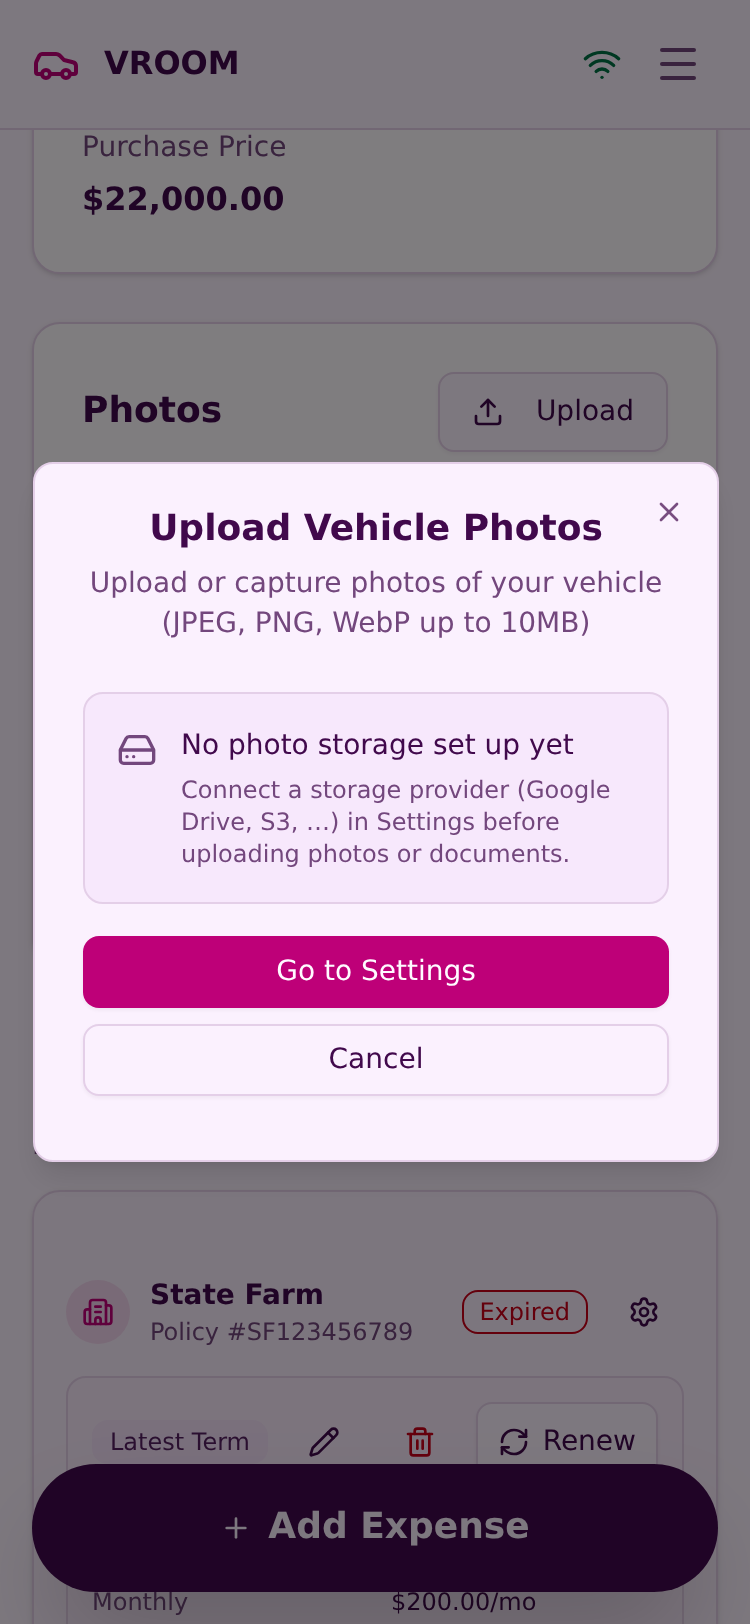 VROOM
Purchase Price
$22,000.00
Photos
Upload
Upload Vehicle Photos
Upload or capture photos of your vehicle
(JPEG, PNG, WebP up to 10MB)
No photo storage set up yet
Connect a storage provider (Google
Drive, S3, ...) in Settings before
uploading photos or documents.
Go to Settings
Cancel
State Farm
Policy #SF123456789
Expired
Latest Term
Renew
+ Add Expense
Monthly
$200.00/mo